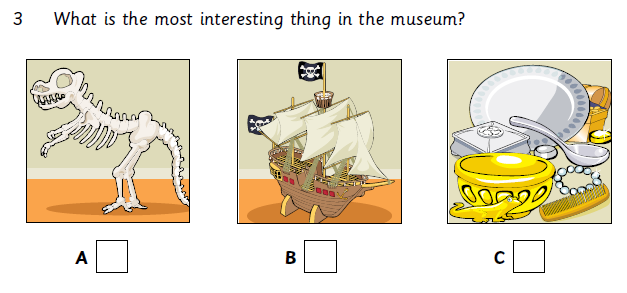 3 What is the most interesting thing in the museum?
A B C